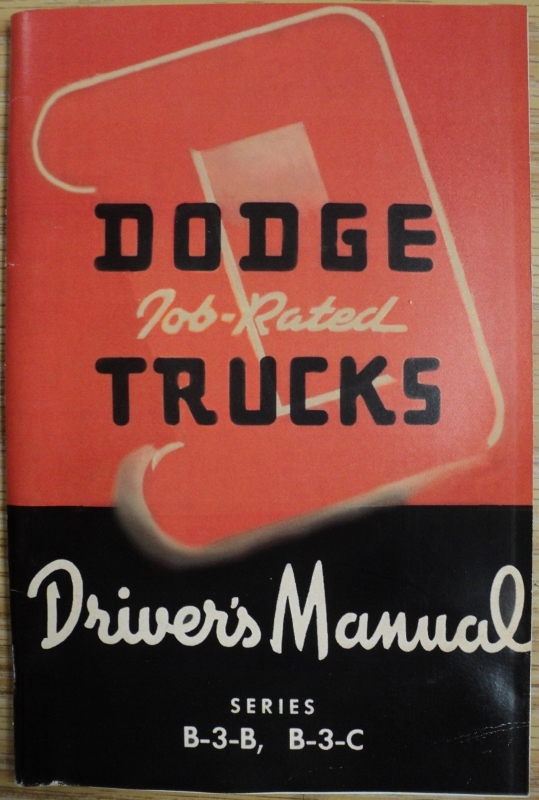 DODGE
Job-Rated
TRUCKS
Driver's Manual
SERIES
B-3-B, B-3-C